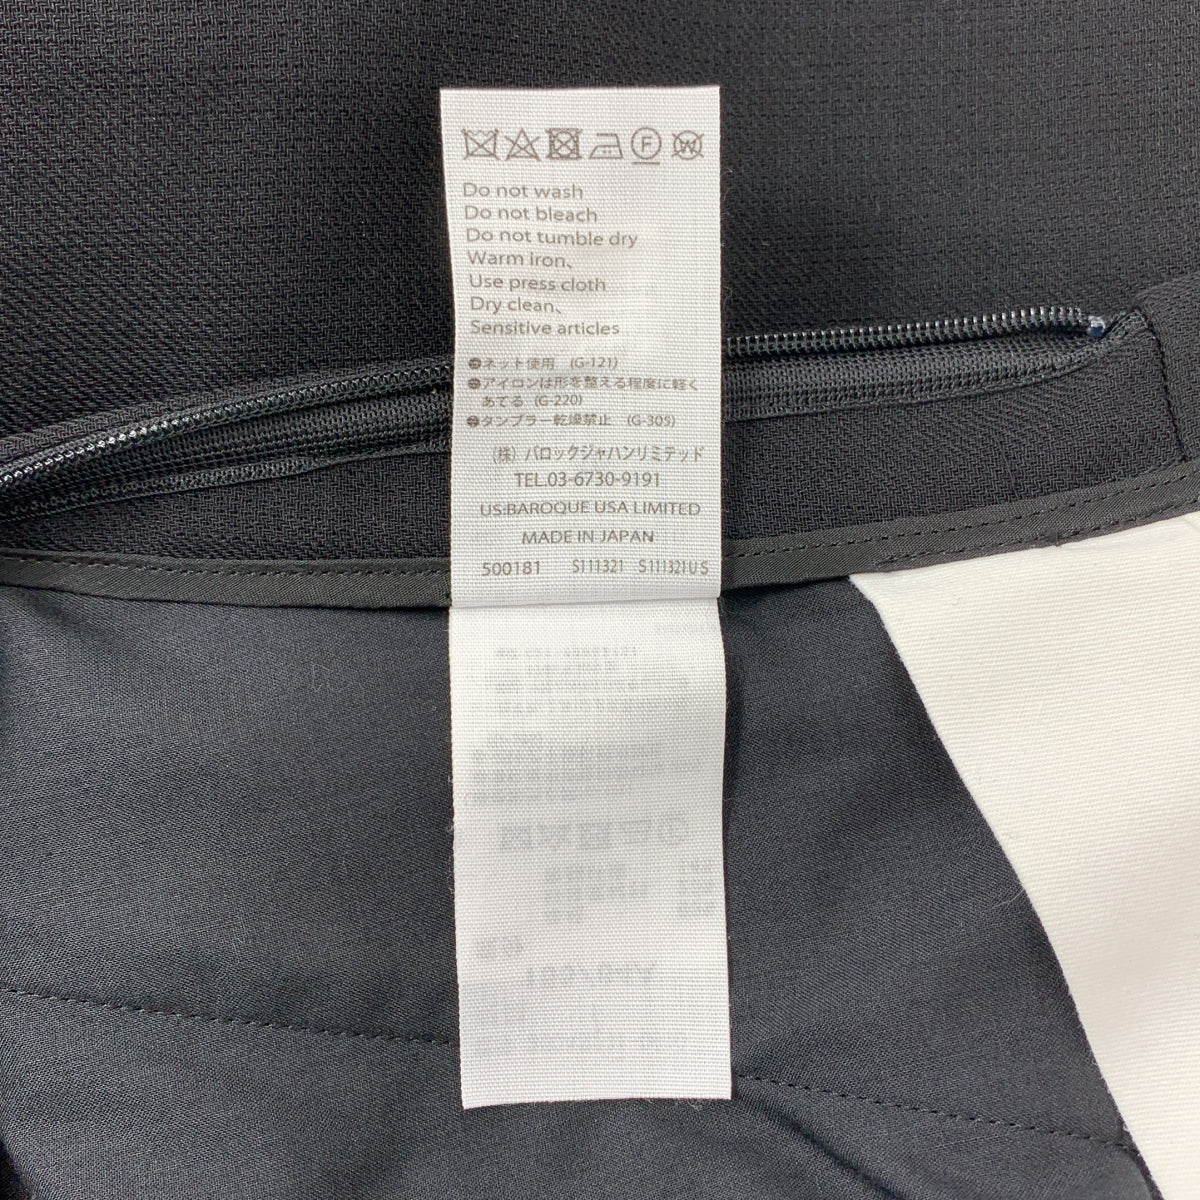 F W
Do not wash
Do not bleach
Do not tumble dry
Warm iron、
Use press cloth
Dry clean、
Sensitive articles
●ネット使用 (G-121)
●アイロンは形を整える程度に軽く
あてる (G-220)
●タンブラー乾燥禁止 (G-305)
(株) バロックジャパンリミテッド
TEL.03-6730-9191
US:BAROQUE USA LIMITED
MADE IN JAPAN
500181 S111321 S111321US